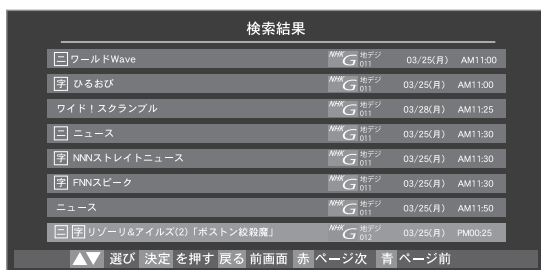 検索結果
二 ワールドWave NHK G 地デジ 011 03/25(月) AM11:00
字 ひるおび NHK G 地デジ 011 03/25(月) AM11:00
ワイド！スクランブル NHK G 地デジ 011 03/28(月) AM11:25
二 ニュース NHK G 地デジ 011 03/25(月) AM11:30
字 NNNストレイトニュース NHK G 地デジ 011 03/25(月) AM11:30
字 FNNスピーク NHK G 地デジ 011 03/25(月) AM11:30
ニュース NHK G 地デジ 011 03/25(月) AM11:50
二 字 リゾーリ&アイルズ(2)「ボストン絞殺魔」 NHK G 地デジ 012 03/25(月) PM00:25
▲▼ 選び 決定 を押す 戻る 前画面 赤 ページ次 青 ページ前